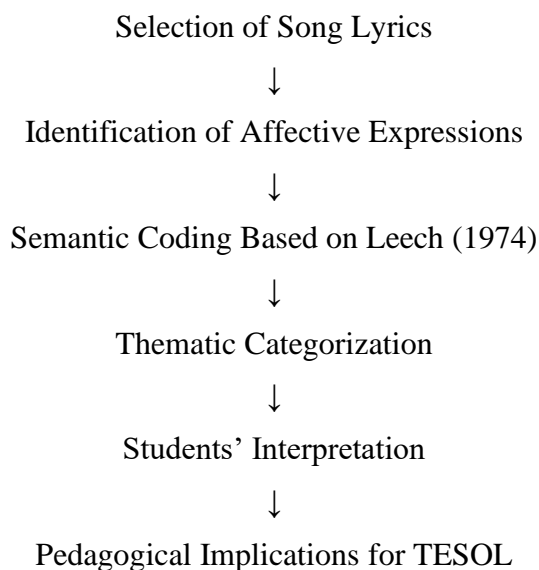 Selection of Song Lyrics
↓
Identification of Affective Expressions
↓
Semantic Coding Based on Leech (1974)
↓
Thematic Categorization
↓
Students’ Interpretation
↓
Pedagogical Implications for TESOL